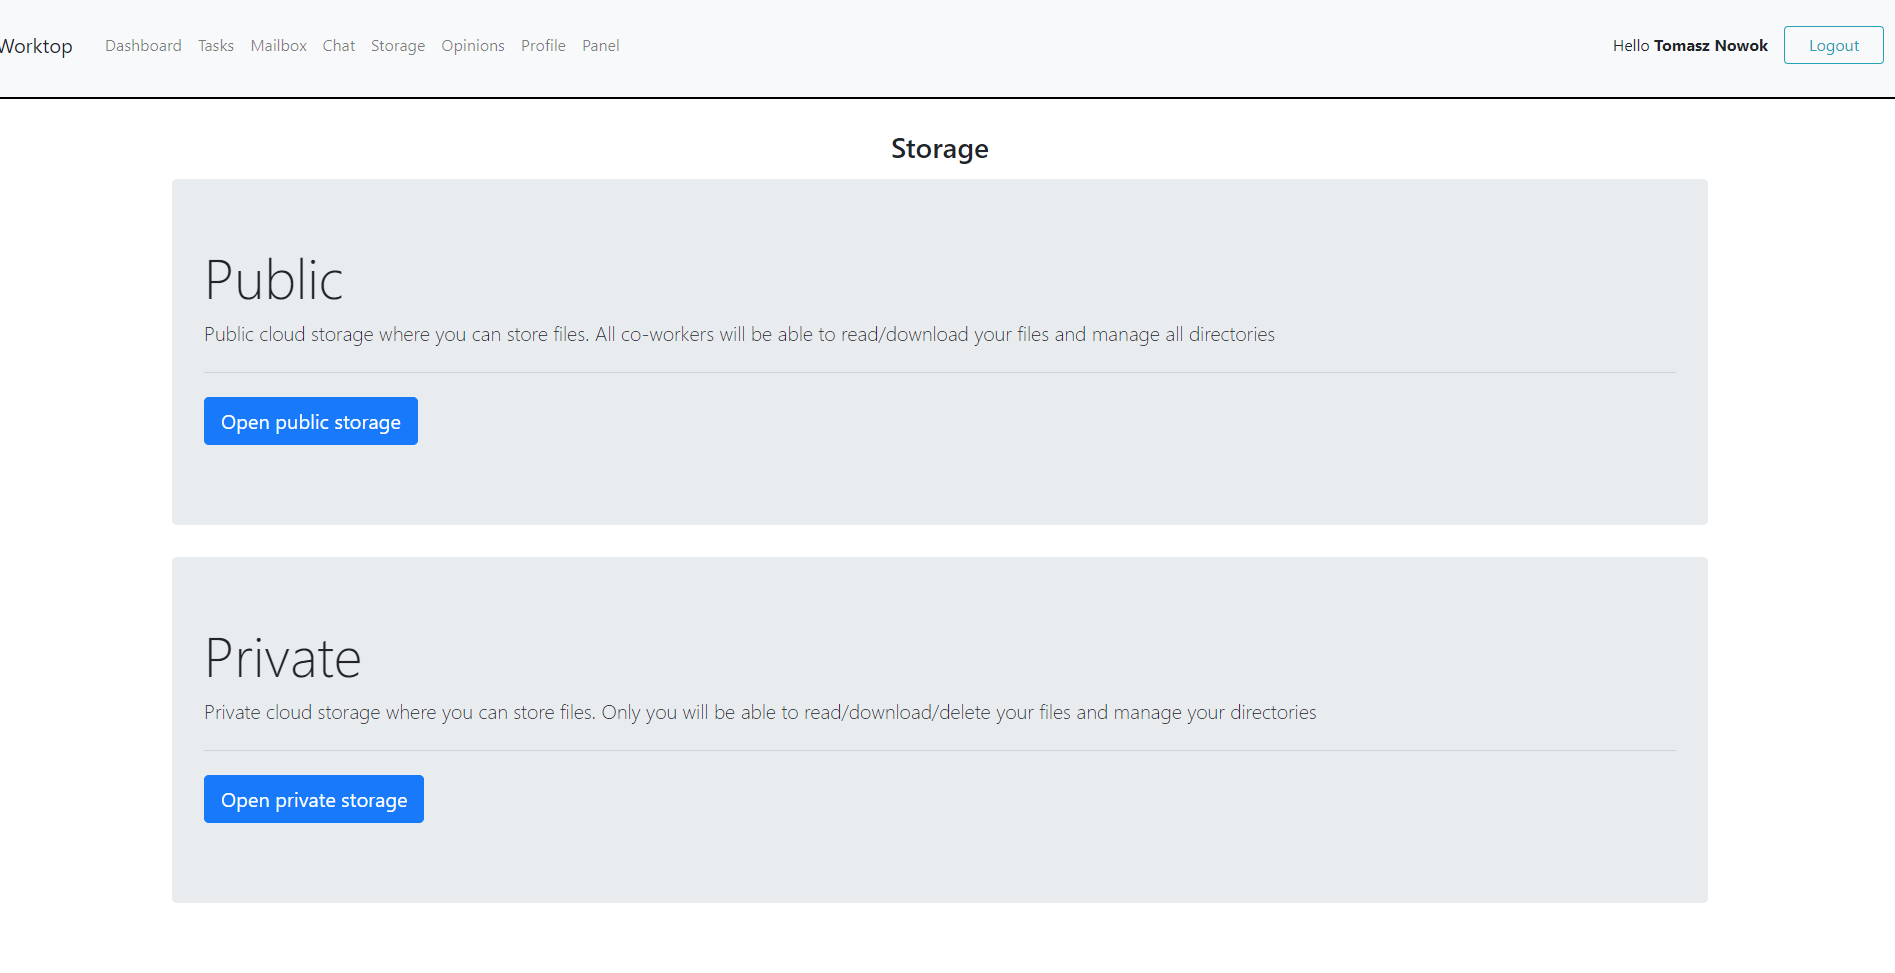 Worktop Dashboard Tasks Mailbox Chat Storage Opinions Profile Panel Hello Tomasz Nowok Logout
Storage
Public
Public cloud storage where you can store files. All co-workers will be able to read/download your files and manage all directories
Open public storage
Private
Private cloud storage where you can store files. Only you will be able to read/download/delete your files and manage your directories
Open private storage